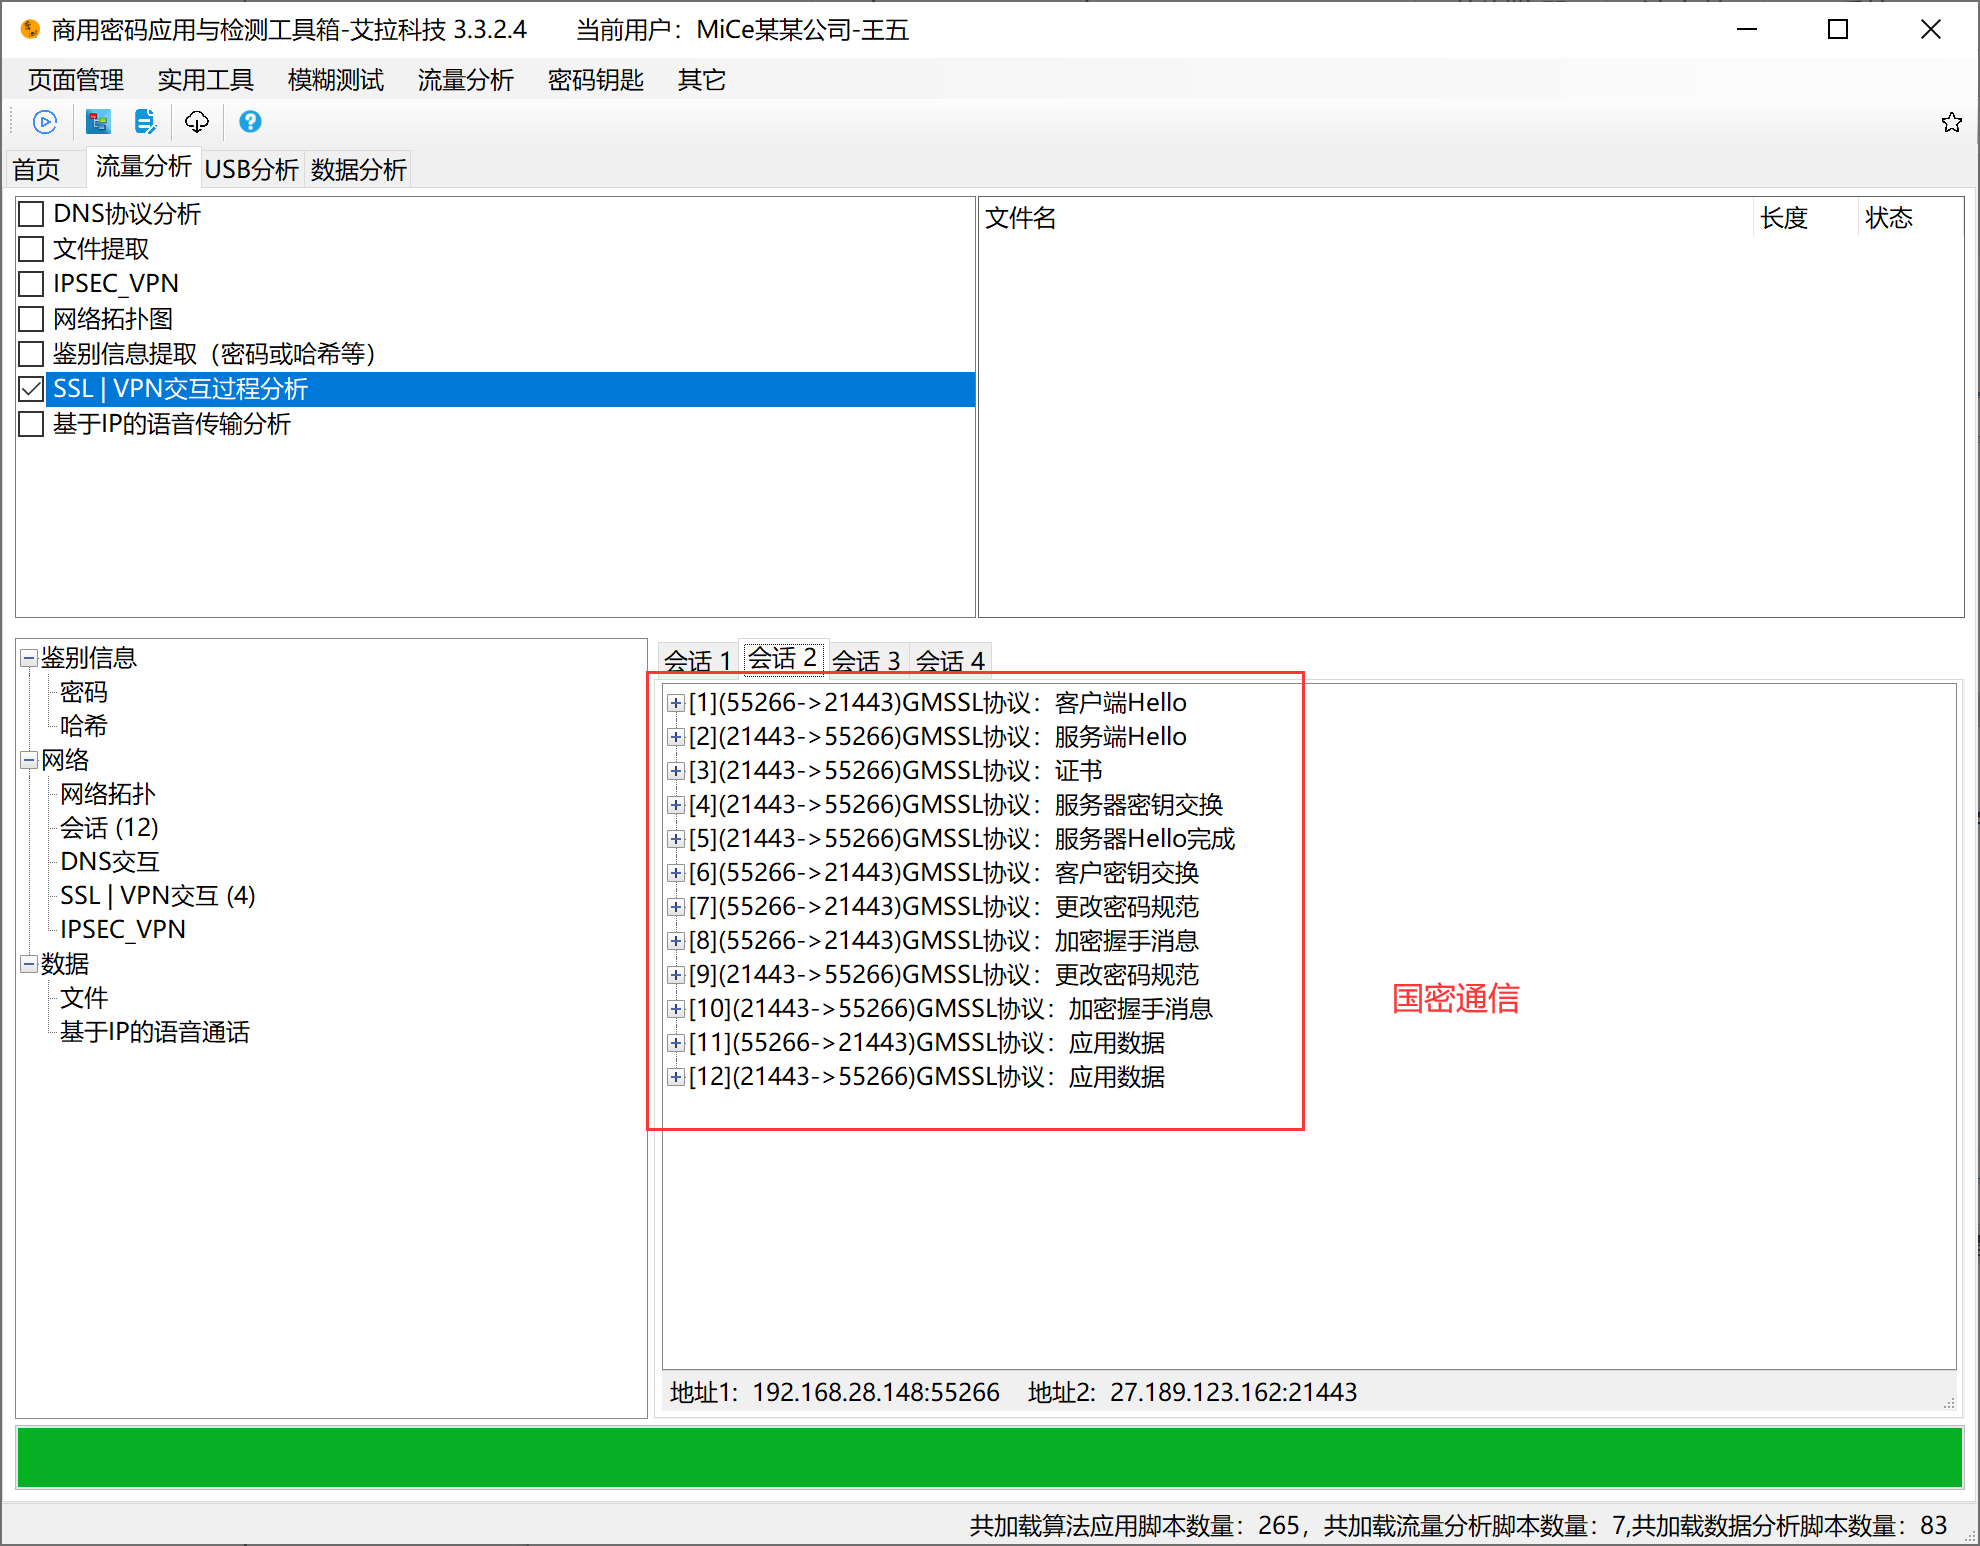 商用密码应用与检测工具箱-艾拉科技 3.3.2.4 当前用户：MiCe某某公司-王五
页面管理 实用工具 模糊测试 流量分析 密码钥匙 其它
首页 流量分析 USB分析 数据分析
DNS协议分析
文件提取
IPSEC_VPN
网络拓扑图
鉴别信息提取（密码或哈希等）
SSL | VPN交互过程分析
基于IP的语音传输分析
文件名 长度 状态
鉴别信息
密码
哈希
网络
网络拓扑
会话 (12)
DNS交互
SSL | VPN交互 (4)
IPSEC_VPN
数据
文件
基于IP的语音通话
会话 1 会话 2 会话 3 会话 4
[1](55266->21443)GMSSL协议：客户端Hello
[2](21443->55266)GMSSL协议：服务端Hello
[3](21443->55266)GMSSL协议：证书
[4](21443->55266)GMSSL协议：服务器密钥交换
[5](21443->55266)GMSSL协议：服务器Hello完成
[6](55266->21443)GMSSL协议：客户密钥交换
[7](55266->21443)GMSSL协议：更改密码规范
[8](55266->21443)GMSSL协议：加密握手消息
[9](21443->55266)GMSSL协议：更改密码规范
[10](21443->55266)GMSSL协议：加密握手消息
[11](55266->21443)GMSSL协议：应用数据
[12](21443->55266)GMSSL协议：应用数据
国密通信
地址1：192.168.28.148:55266 地址2：27.189.123.162:21443
共加载算法应用脚本数量：265，共加载流量分析脚本数量：7,共加载数据分析脚本数量：83